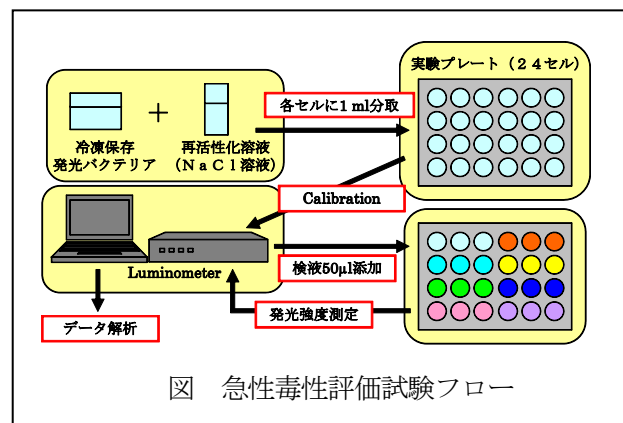 実験プレート（２４セル）
各セルに1 ml分取
＋
冷凍保存
発光バクテリア
再活性化溶液
（ＮａＣｌ溶液）
Calibration
Luminometer
検液50μl添加
データ解析
発光強度測定
図　急性毒性評価試験フロー